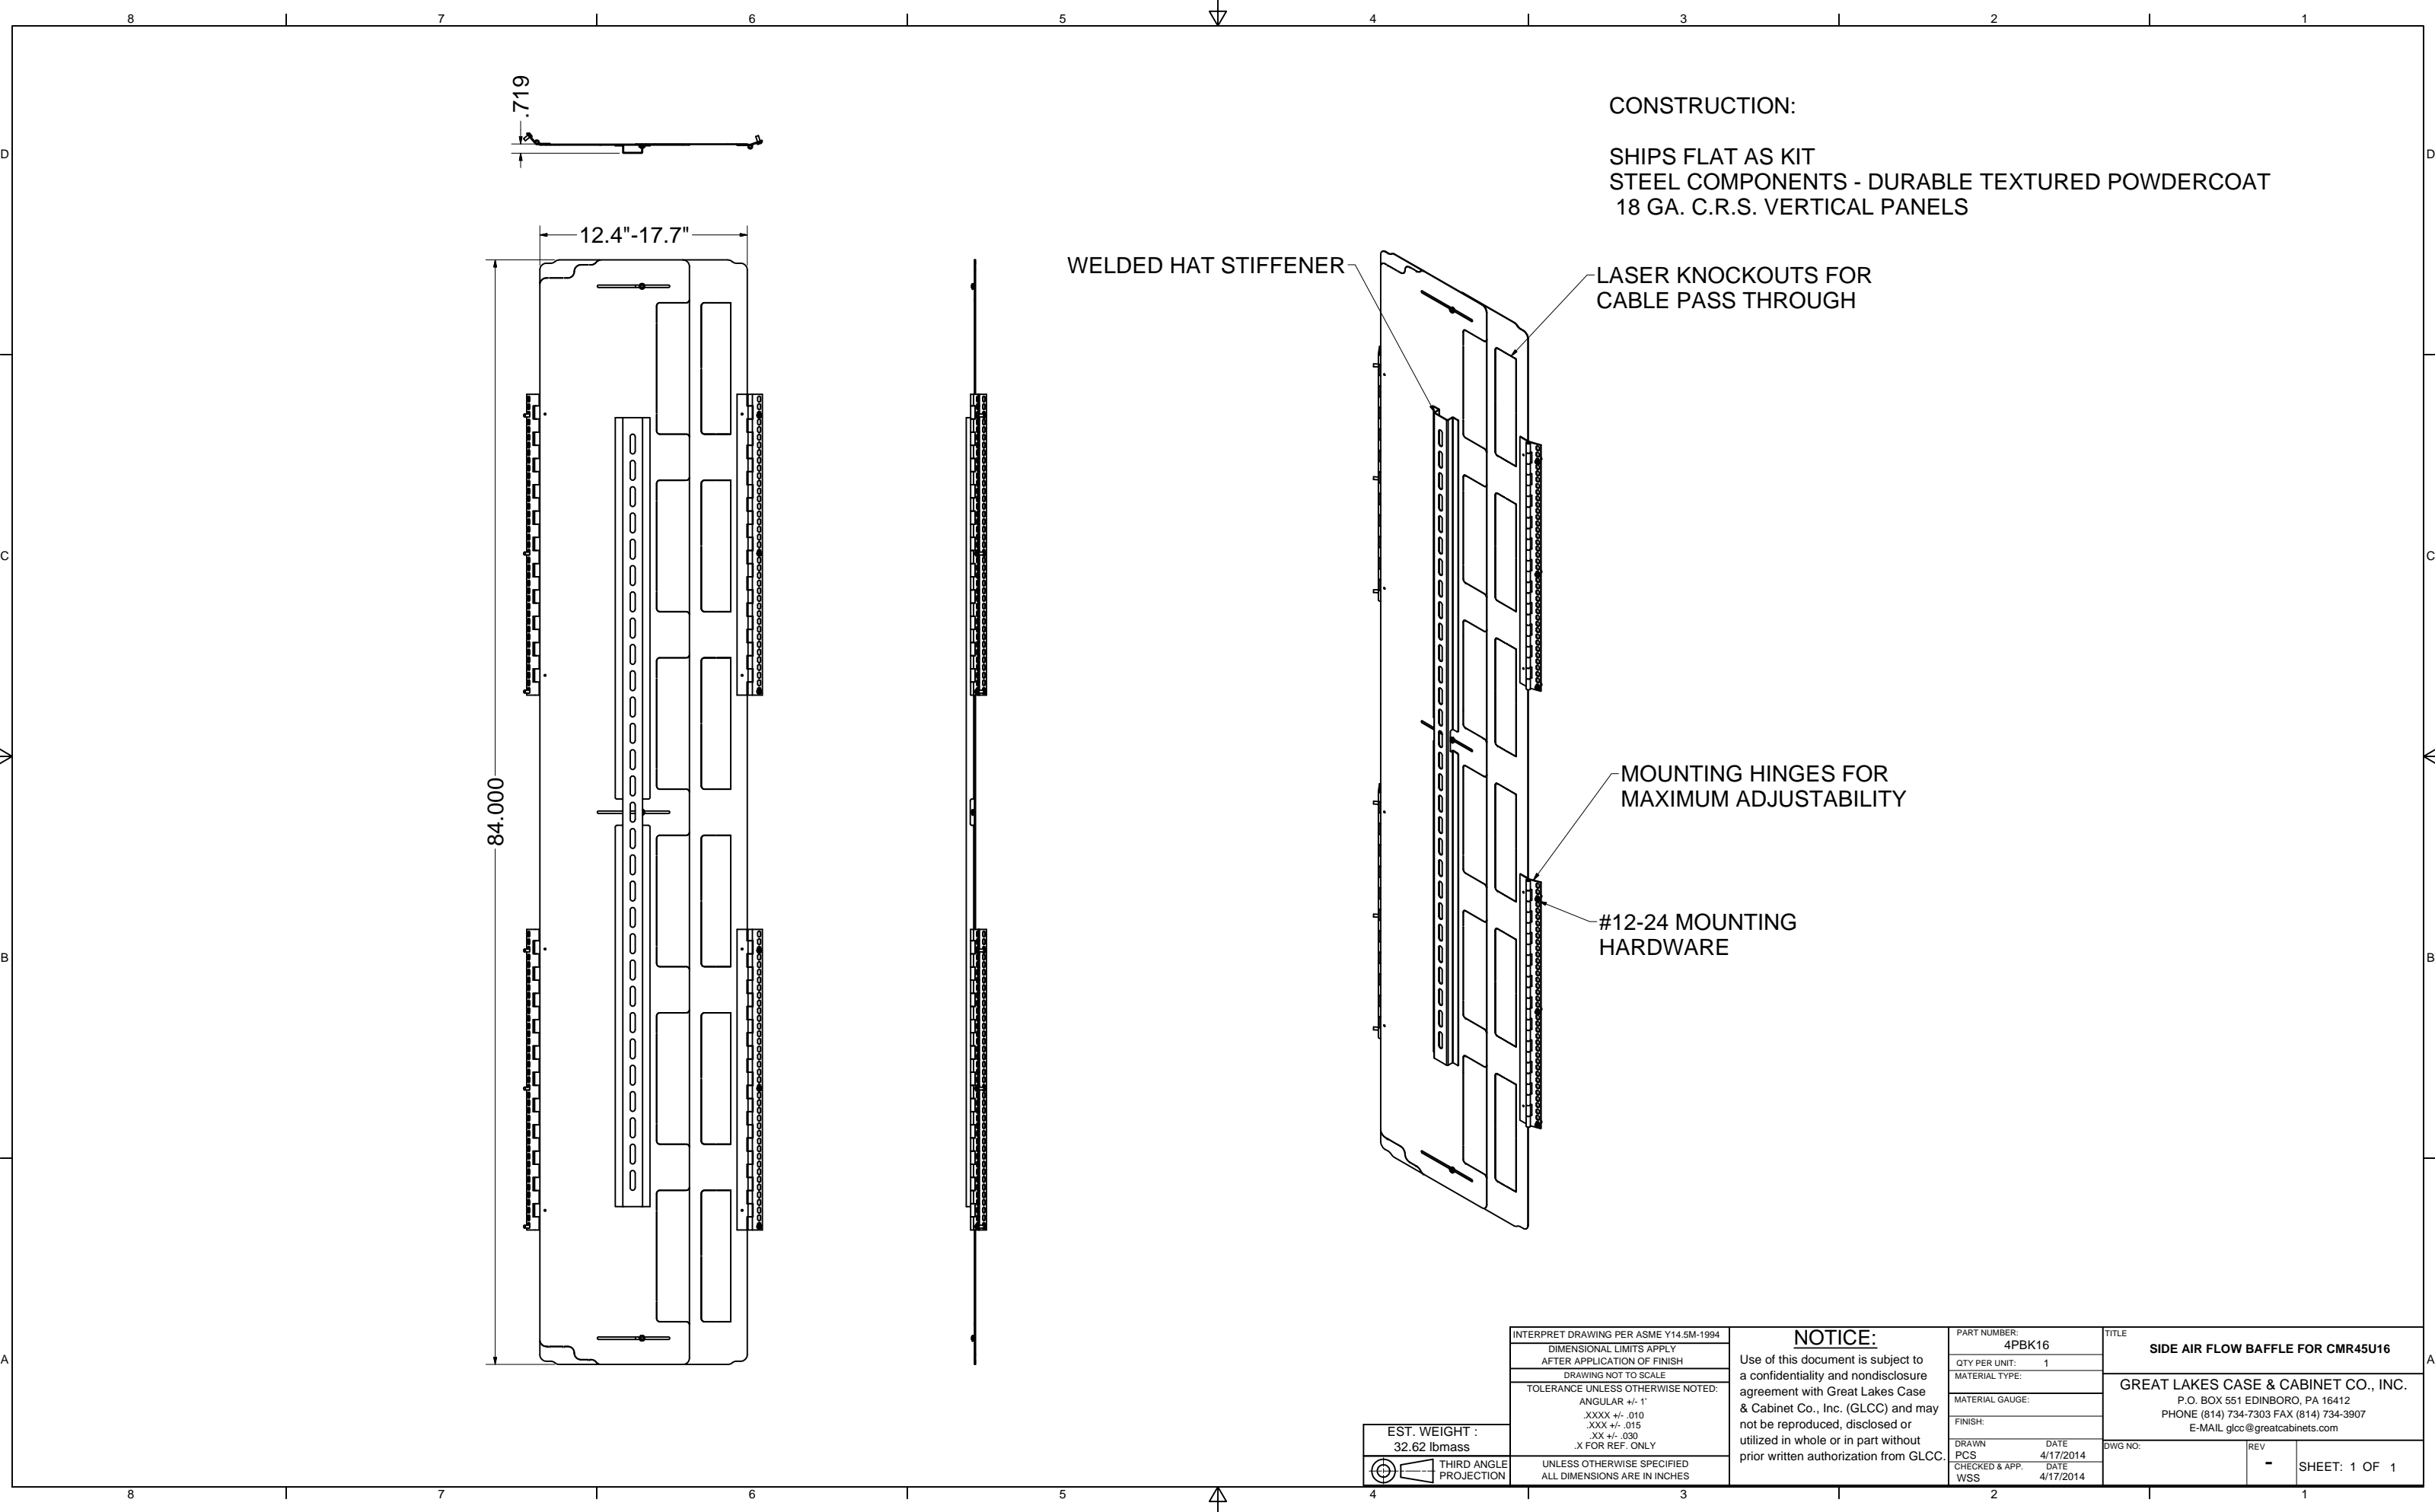 8 7 6 5 4 3 2 1
D
D
.719
CONSTRUCTION:
SHIPS FLAT AS KIT
STEEL COMPONENTS - DURABLE TEXTURED POWDERCOAT
18 GA. C.R.S. VERTICAL PANELS
12.4"-17.7"
WELDED HAT STIFFENER
LASER KNOCKOUTS FOR
CABLE PASS THROUGH
C
C
84.000
MOUNTING HINGES FOR
MAXIMUM ADJUSTABILITY
#12-24 MOUNTING
HARDWARE
B
B
A
A
EST. WEIGHT :
32.62 lbmass
THIRD ANGLE
PROJECTION
INTERPRET DRAWING PER ASME Y14.5M-1994
DIMENSIONAL LIMITS APPLY
AFTER APPLICATION OF FINISH
DRAWING NOT TO SCALE
TOLERANCE UNLESS OTHERWISE NOTED:
ANGULAR +/- 1°
.XXXX +/- .010
.XXX +/- .015
.XX +/- .030
.X FOR REF. ONLY
UNLESS OTHERWISE SPECIFIED
ALL DIMENSIONS ARE IN INCHES
NOTICE:
Use of this document is subject to
a confidentiality and nondisclosure
agreement with Great Lakes Case
& Cabinet Co., Inc. (GLCC) and may
not be reproduced, disclosed or
utilized in whole or in part without
prior written authorization from GLCC.
PART NUMBER:
4PBK16
QTY PER UNIT: 1
MATERIAL TYPE:
MATERIAL GAUGE:
FINISH:
DRAWN DATE
PCS 4/17/2014
CHECKED & APP. DATE
WSS 4/17/2014
TITLE
SIDE AIR FLOW BAFFLE FOR CMR45U16
GREAT LAKES CASE & CABINET CO., INC.
P.O. BOX 551 EDINBORO, PA 16412
PHONE (814) 734-7303 FAX (814) 734-3907
E-MAIL glcc@greatcabinets.com
DWG NO:
REV
-
SHEET: 1 OF 1
8 7 6 5 4 3 2 1